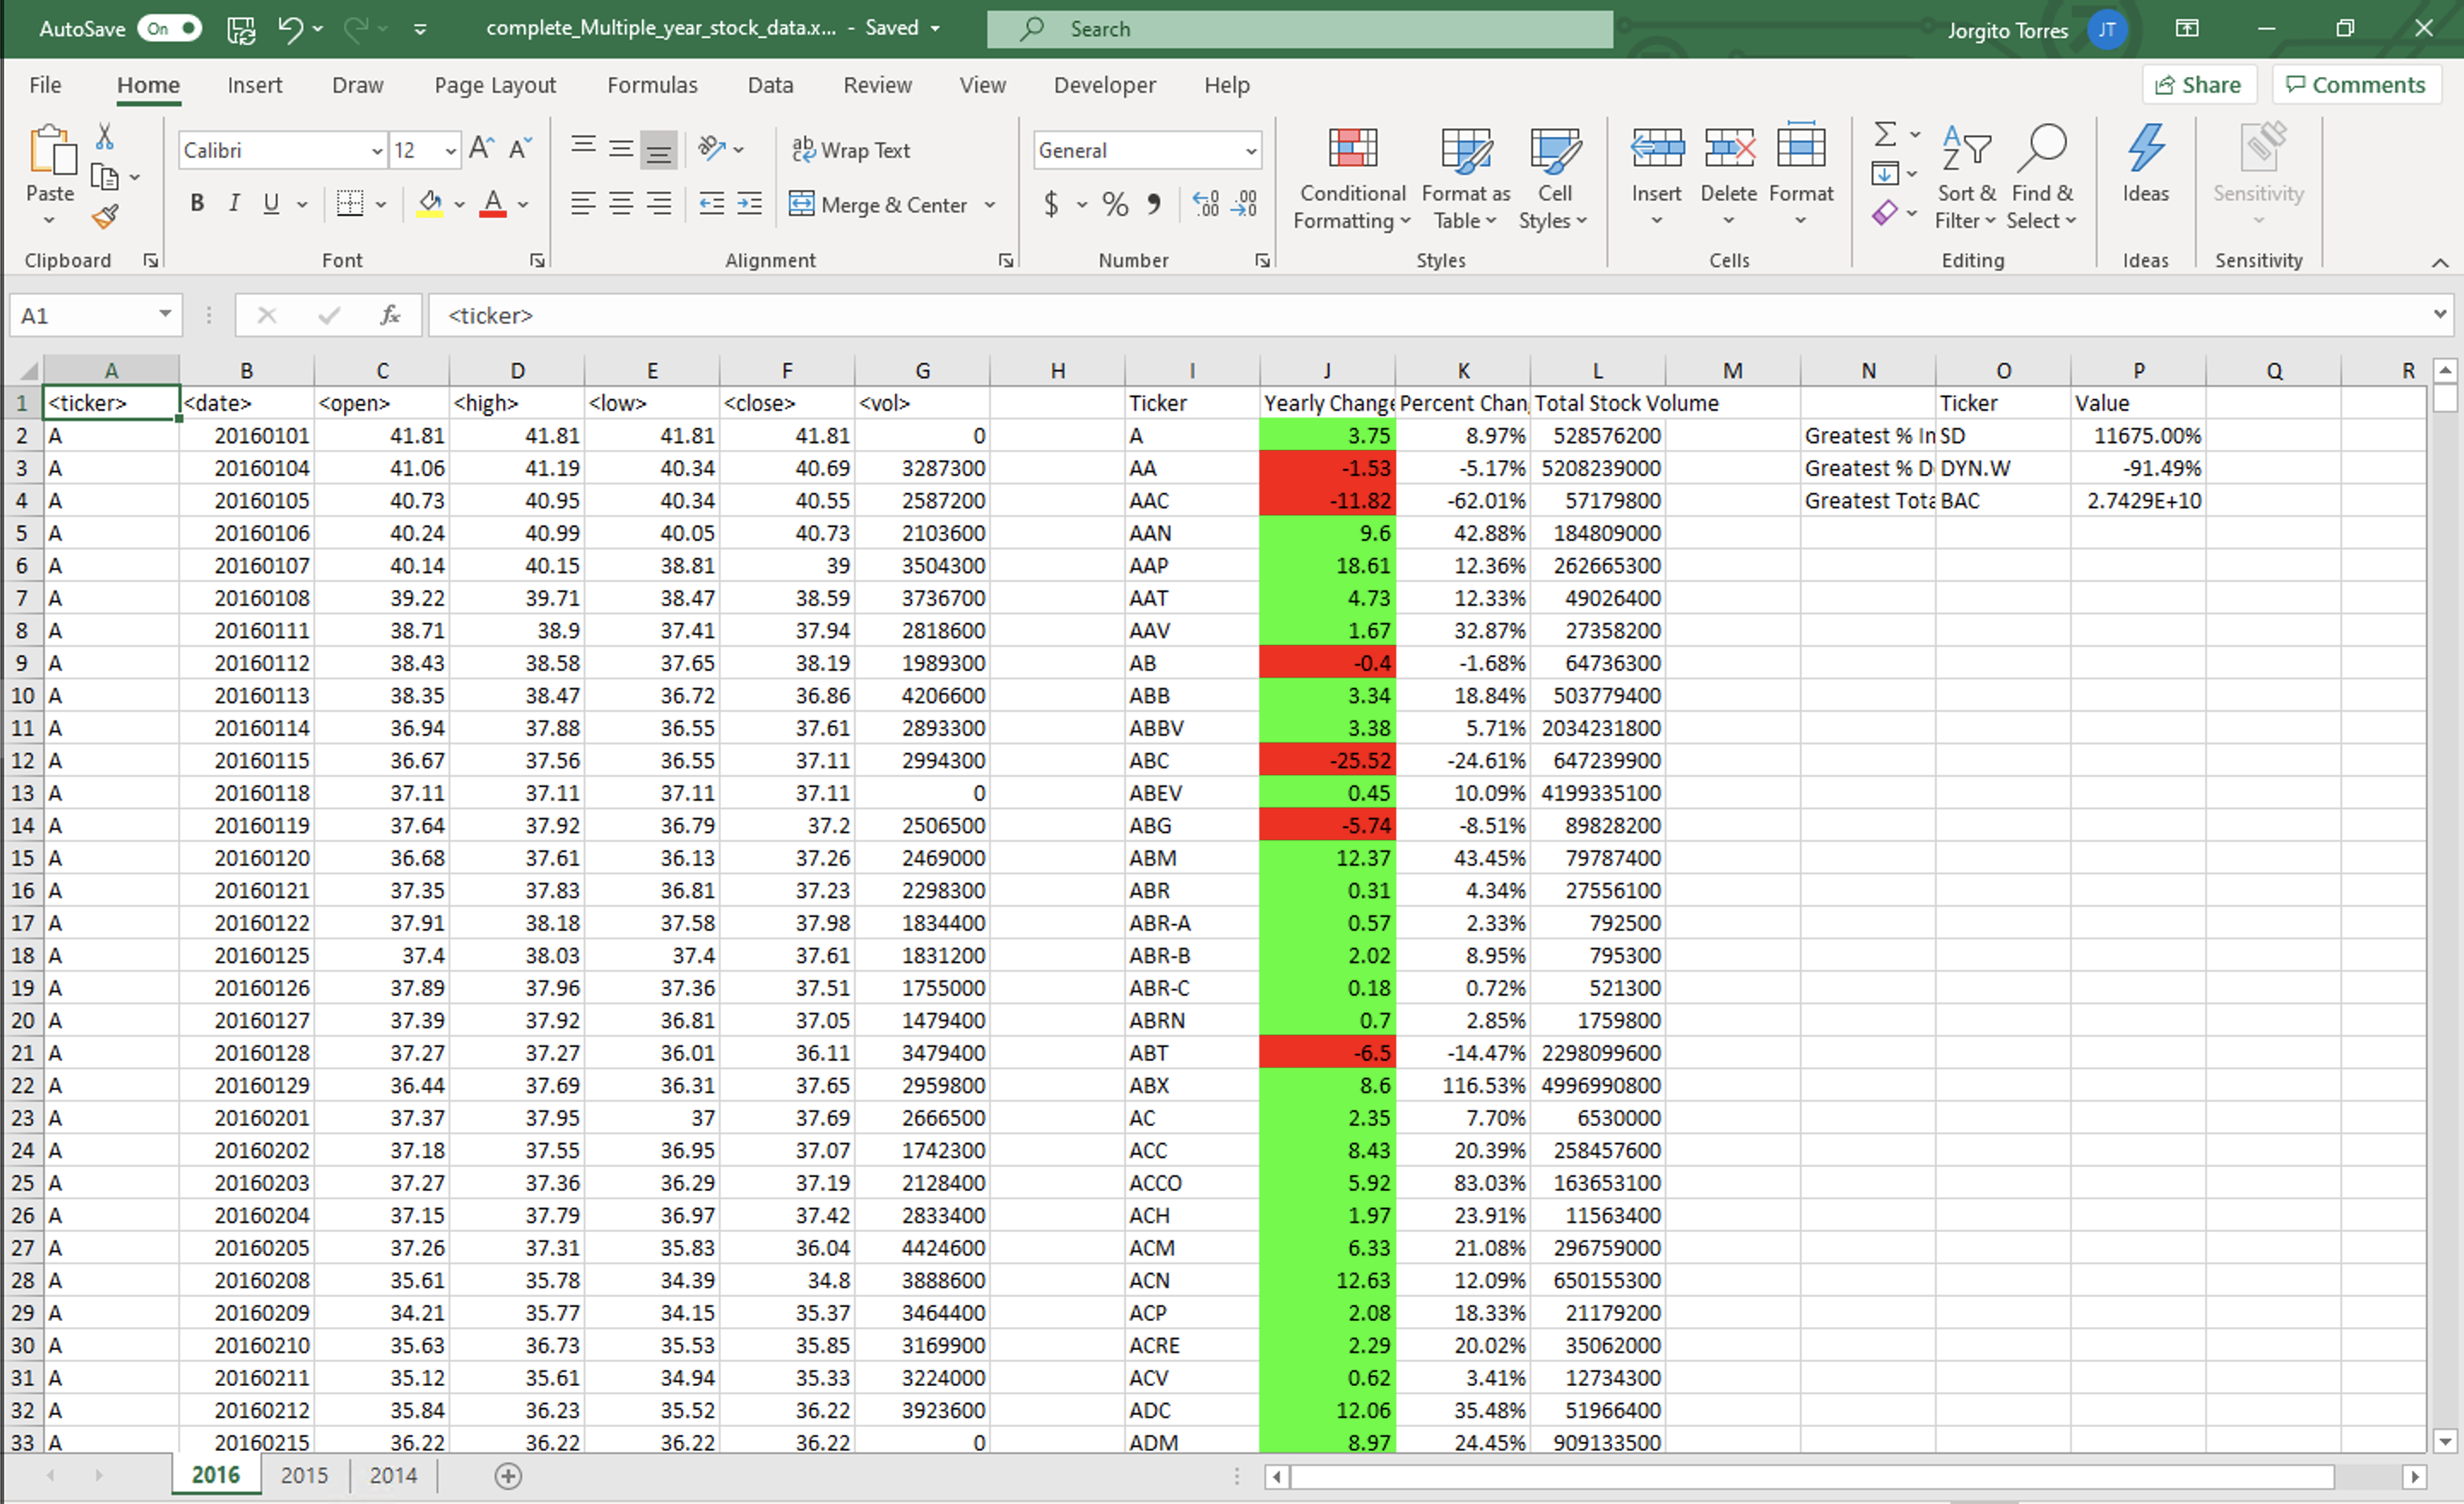 AutoSave On complete_Multiple_year_stock_data.x... - Saved Search Jorgito Torres JT
File Home Insert Draw Page Layout Formulas Data Review View Developer Help Share Comments
Paste Calibri 12 A A ab Wrap Text General Conditional Formatting Format as Table Cell Styles Insert Delete Format Sort & Filter Find & Select Ideas Sensitivity
B I U A Merge & Center $ % , .00 .00
Clipboard Font Alignment Number Styles Cells Editing Ideas Sensitivity
A1 fx <ticker>
A B C D E F G H I J K L M N O P Q R
1 <ticker> <date> <open> <high> <low> <close> <vol> Ticker Yearly Change Percent Chan Total Stock Volume Ticker Value
2 A 20160101 41.81 41.81 41.81 41.81 0 A 3.75 8.97% 528576200 Greatest % In SD 11675.00%
3 A 20160104 41.06 41.19 40.34 40.69 3287300 AA -1.53 -5.17% 5208239000 Greatest % D DYN.W -91.49%
4 A 20160105 40.73 40.95 40.34 40.55 2587200 AAC -11.82 -62.01% 57179800 Greatest Tota BAC 2.7429E+10
5 A 20160106 40.24 40.99 40.05 40.73 2103600 AAN 9.6 42.88% 184809000
6 A 20160107 40.14 40.15 38.81 39 3504300 AAP 18.61 12.36% 262665300
7 A 20160108 39.22 39.71 38.47 38.59 3736700 AAT 4.73 12.33% 49026400
8 A 20160111 38.71 38.9 37.41 37.94 2818600 AAV 1.67 32.87% 27358200
9 A 20160112 38.43 38.58 37.65 38.19 1989300 AB -0.4 -1.68% 64736300
10 A 20160113 38.35 38.47 36.72 36.86 4206600 ABB 3.34 18.84% 503779400
11 A 20160114 36.94 37.88 36.55 37.61 2893300 ABBV 3.38 5.71% 2034231800
12 A 20160115 36.67 37.56 36.55 37.11 2994300 ABC -25.52 -24.61% 647239900
13 A 20160118 37.11 37.11 37.11 37.11 0 ABEV 0.45 10.09% 4199335100
14 A 20160119 37.64 37.92 36.79 37.2 2506500 ABG -5.74 -8.51% 89828200
15 A 20160120 36.68 37.61 36.13 37.26 2469000 ABM 12.37 43.45% 79787400
16 A 20160121 37.35 37.83 36.81 37.23 2298300 ABR 0.31 4.34% 27556100
17 A 20160122 37.91 38.18 37.58 37.98 1834400 ABR-A 0.57 2.33% 792500
18 A 20160125 37.4 38.03 37.4 37.61 1831200 ABR-B 2.02 8.95% 795300
19 A 20160126 37.89 37.96 37.36 37.51 1755000 ABR-C 0.18 0.72% 521300
20 A 20160127 37.39 37.92 36.81 37.05 1479400 ABRN 0.7 2.85% 1759800
21 A 20160128 37.27 37.27 36.01 36.11 3479400 ABT -6.5 -14.47% 2298099600
22 A 20160129 36.44 37.69 36.31 37.65 2959800 ABX 8.6 116.53% 4996990800
23 A 20160201 37.37 37.95 37 37.69 2666500 AC 2.35 7.70% 6530000
24 A 20160202 37.18 37.55 36.95 37.07 1742300 ACC 8.43 20.39% 258457600
25 A 20160203 37.27 37.36 36.29 37.19 2128400 ACCO 5.92 83.03% 163653100
26 A 20160204 37.15 37.79 36.97 37.42 2833400 ACH 1.97 23.91% 11563400
27 A 20160205 37.26 37.31 35.83 36.04 4424600 ACM 6.33 21.08% 296759000
28 A 20160208 35.61 35.78 34.39 34.8 3888600 ACN 12.63 12.09% 650155300
29 A 20160209 34.21 35.77 34.15 35.37 3464400 ACP 2.08 18.33% 21179200
30 A 20160210 35.63 36.73 35.53 35.85 3169900 ACRE 2.29 20.02% 35062000
31 A 20160211 35.12 35.61 34.94 35.33 3224000 ACV 0.62 3.41% 12734300
32 A 20160212 35.84 36.23 35.52 36.22 3923600 ADC 12.06 35.48% 51966400
33 A 20160215 36.22 36.22 36.22 36.22 0 ADM 8.97 24.45% 909133500
2016 2015 2014